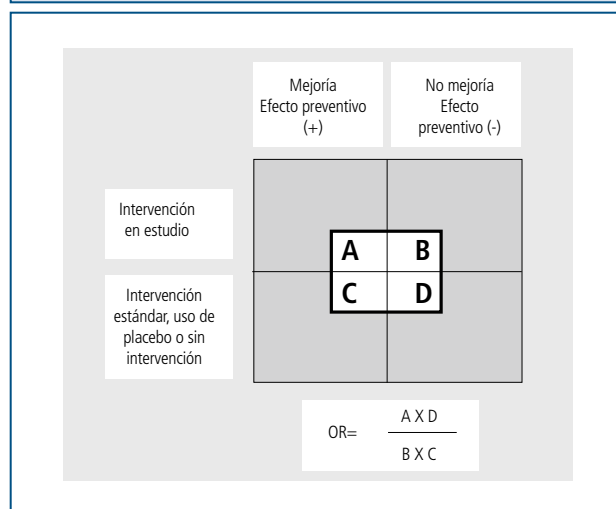 Mejoría
Efecto preventivo
(+)
No mejoría
Efecto
preventivo (-)
Intervención
en estudio
A B
C D
Intervención
estándar, uso de
placebo o sin
intervención
OR= A X D
B X C